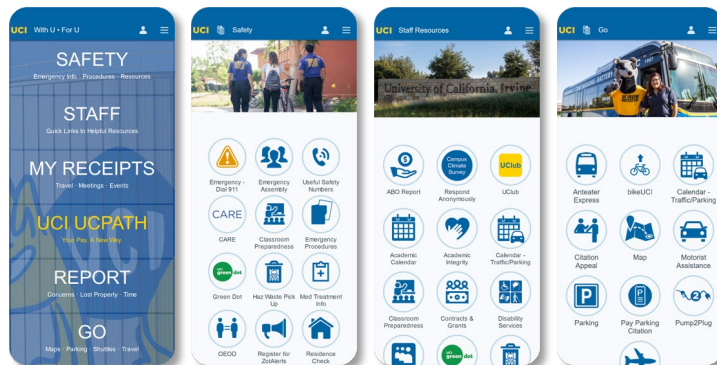 UCI With U • For U
SAFETY
Emergency Info · Procedures · Resources
STAFF
Quick Links to Helpful Resources
MY RECEIPTS
Travel · Meetings · Events
UCI UCPATH
Your Pay. A New Way.
REPORT
Concerns · Lost Property · Time
GO
Maps · Parking · Shuttles · Travel
UCI Safety
Emergency - Dial 911
Emergency Assembly
Useful Safety Numbers
CARE
CARE
Classroom Preparedness
Emergency Procedures
UCI green dot
Green Dot
Haz Waste Pick Up
Med Treatment Info
OEOD
Register for ZotAlerts
Residence Check
UCI Staff Resources
University of California, Irvine
ABO Report
Campus Climate Survey
Respond Anonymously
UClub
UClub
Academic Calendar
Academic Integrity
Calendar - Traffic/Parking
Classroom Preparedness
Contracts & Grants
Disability Services
UCI green dot
UCI Go
Anteater Express
bikeUCI
Calendar - Traffic/Parking
Citation Appeal
Map
Motorist Assistance
P
Parking
P
Pay Parking Citation
Pump2Plug